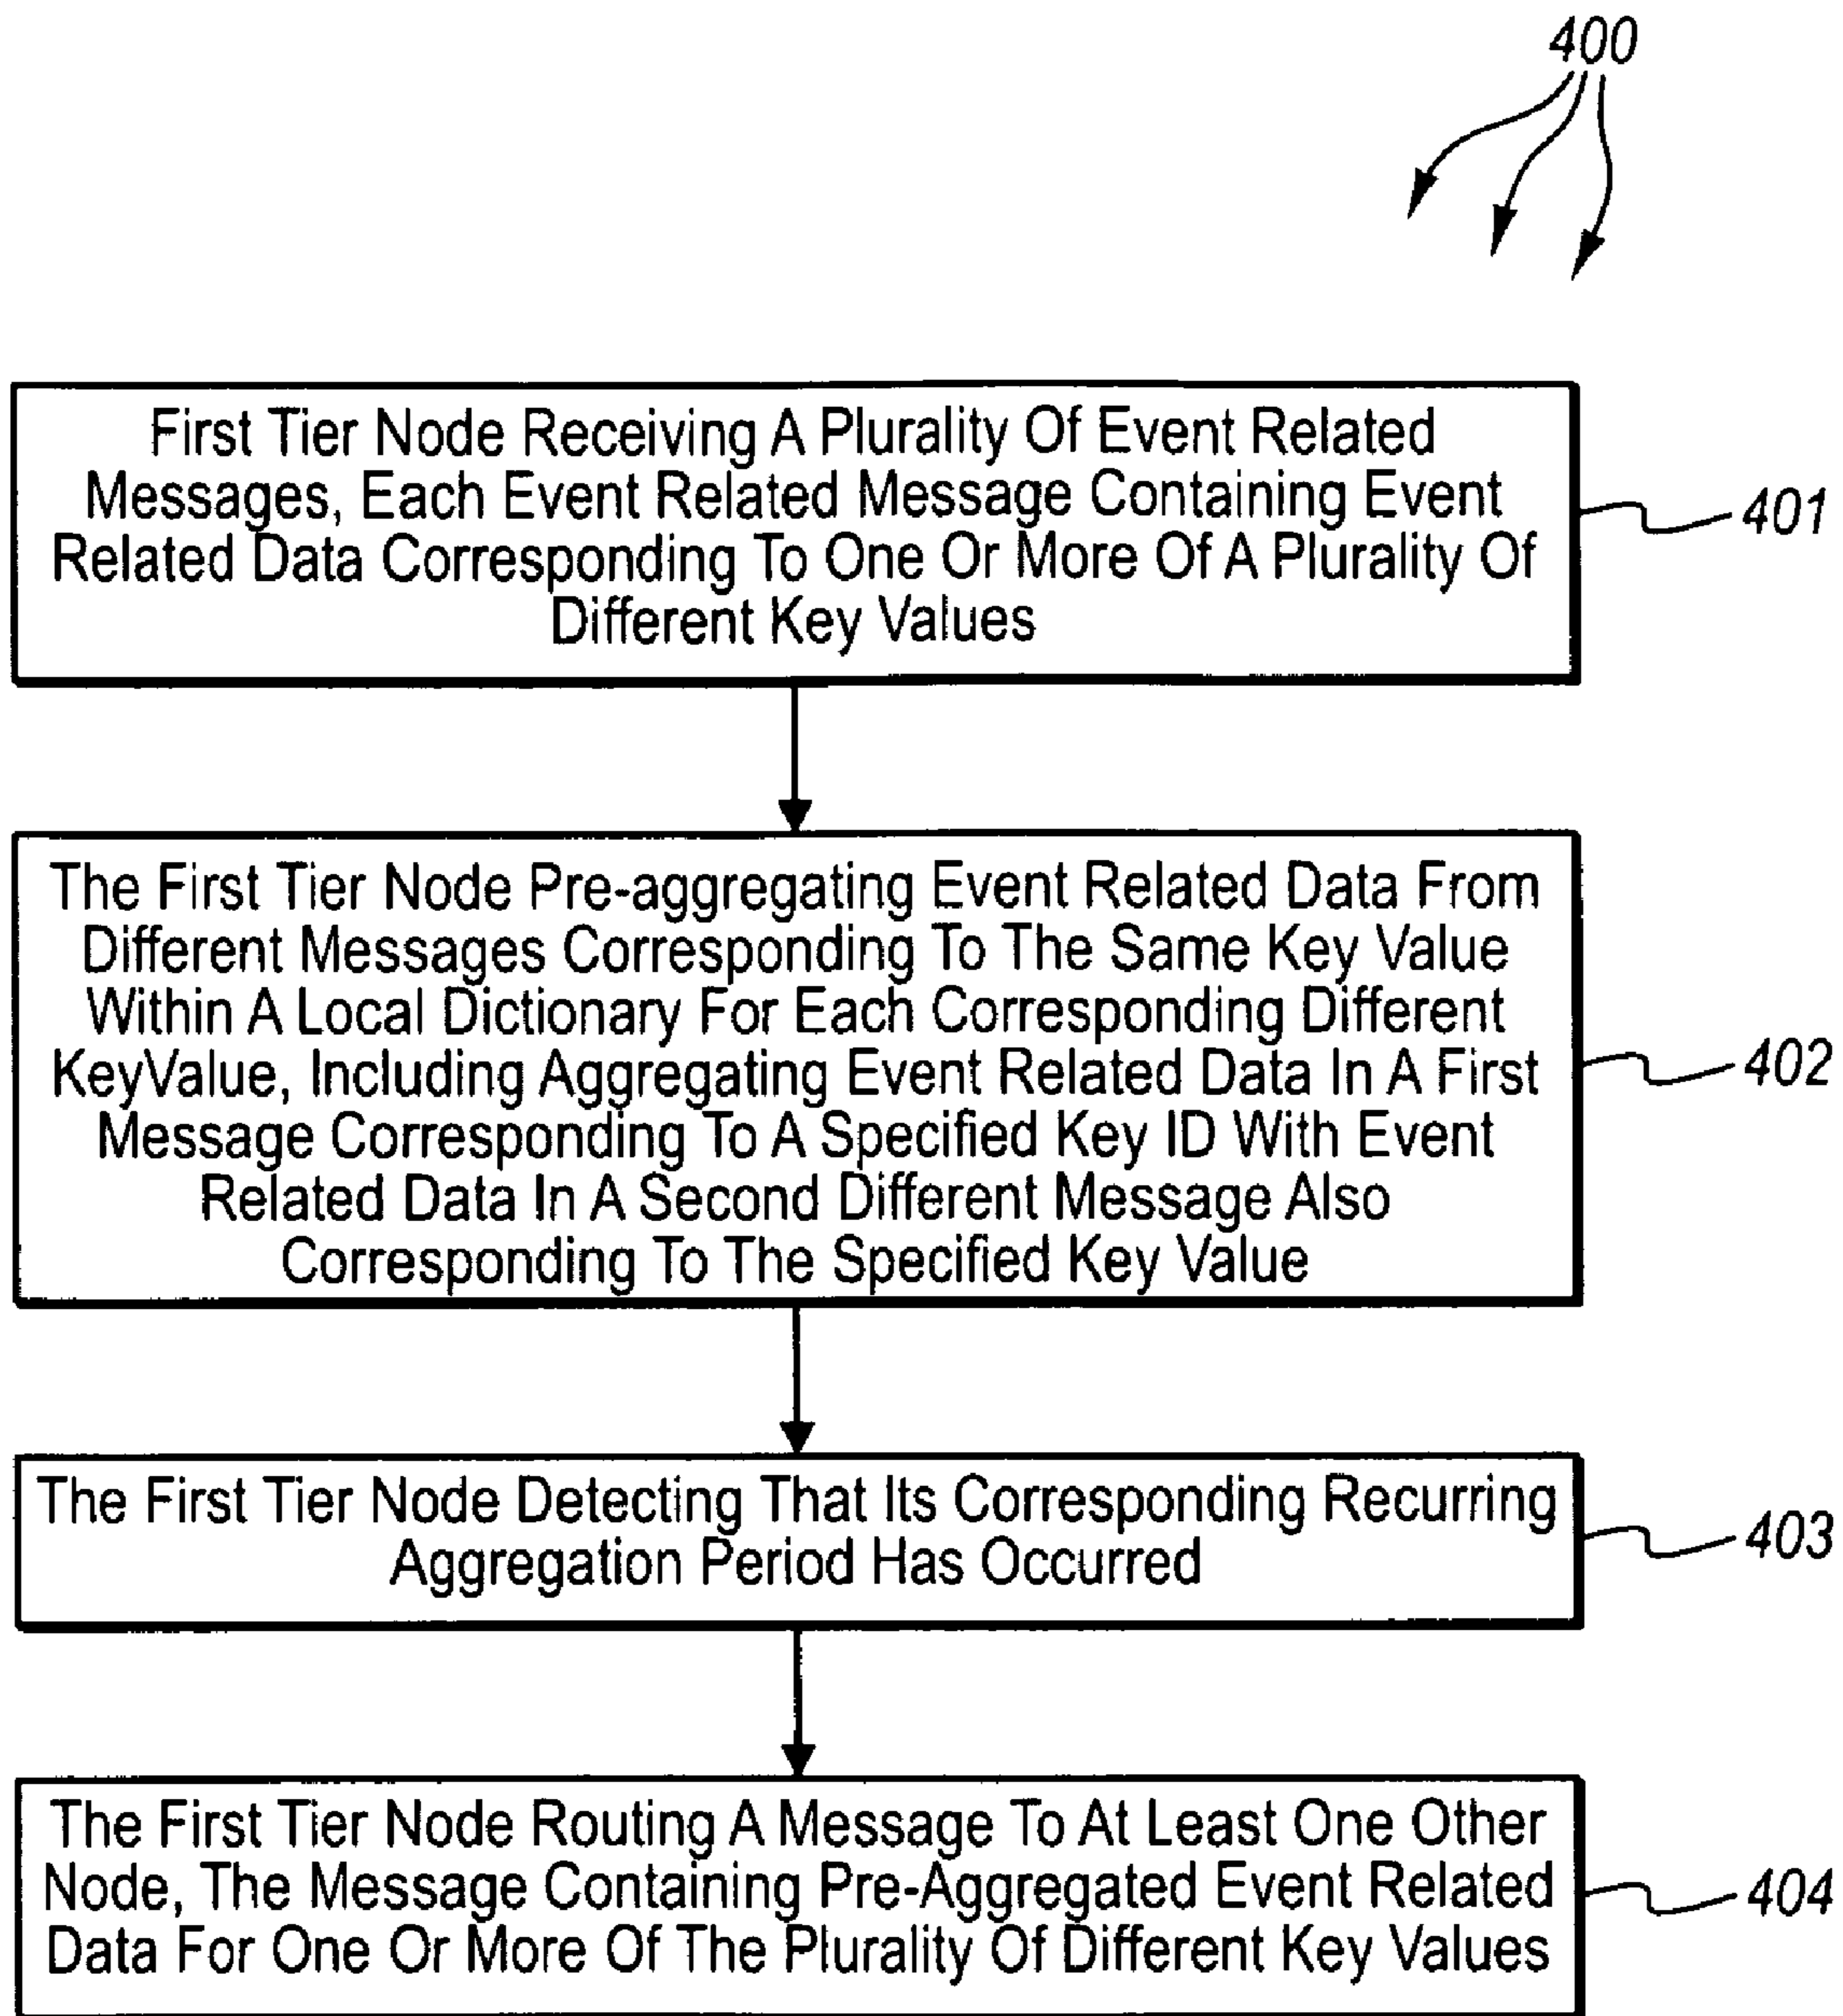 400
First Tier Node Receiving A Plurality Of Event Related
Messages, Each Event Related Message Containing Event
Related Data Corresponding To One Or More Of A Plurality Of
Different Key Values
401
The First Tier Node Pre-aggregating Event Related Data From
Different Messages Corresponding To The Same Key Value
Within A Local Dictionary For Each Corresponding Different
KeyValue, Including Aggregating Event Related Data In A First
Message Corresponding To A Specified Key ID With Event
Related Data In A Second Different Message Also
Corresponding To The Specified Key Value
402
The First Tier Node Detecting That Its Corresponding Recurring
Aggregation Period Has Occurred
403
The First Tier Node Routing A Message To At Least One Other
Node, The Message Containing Pre-Aggregated Event Related
Data For One Or More Of The Plurality Of Different Key Values
404